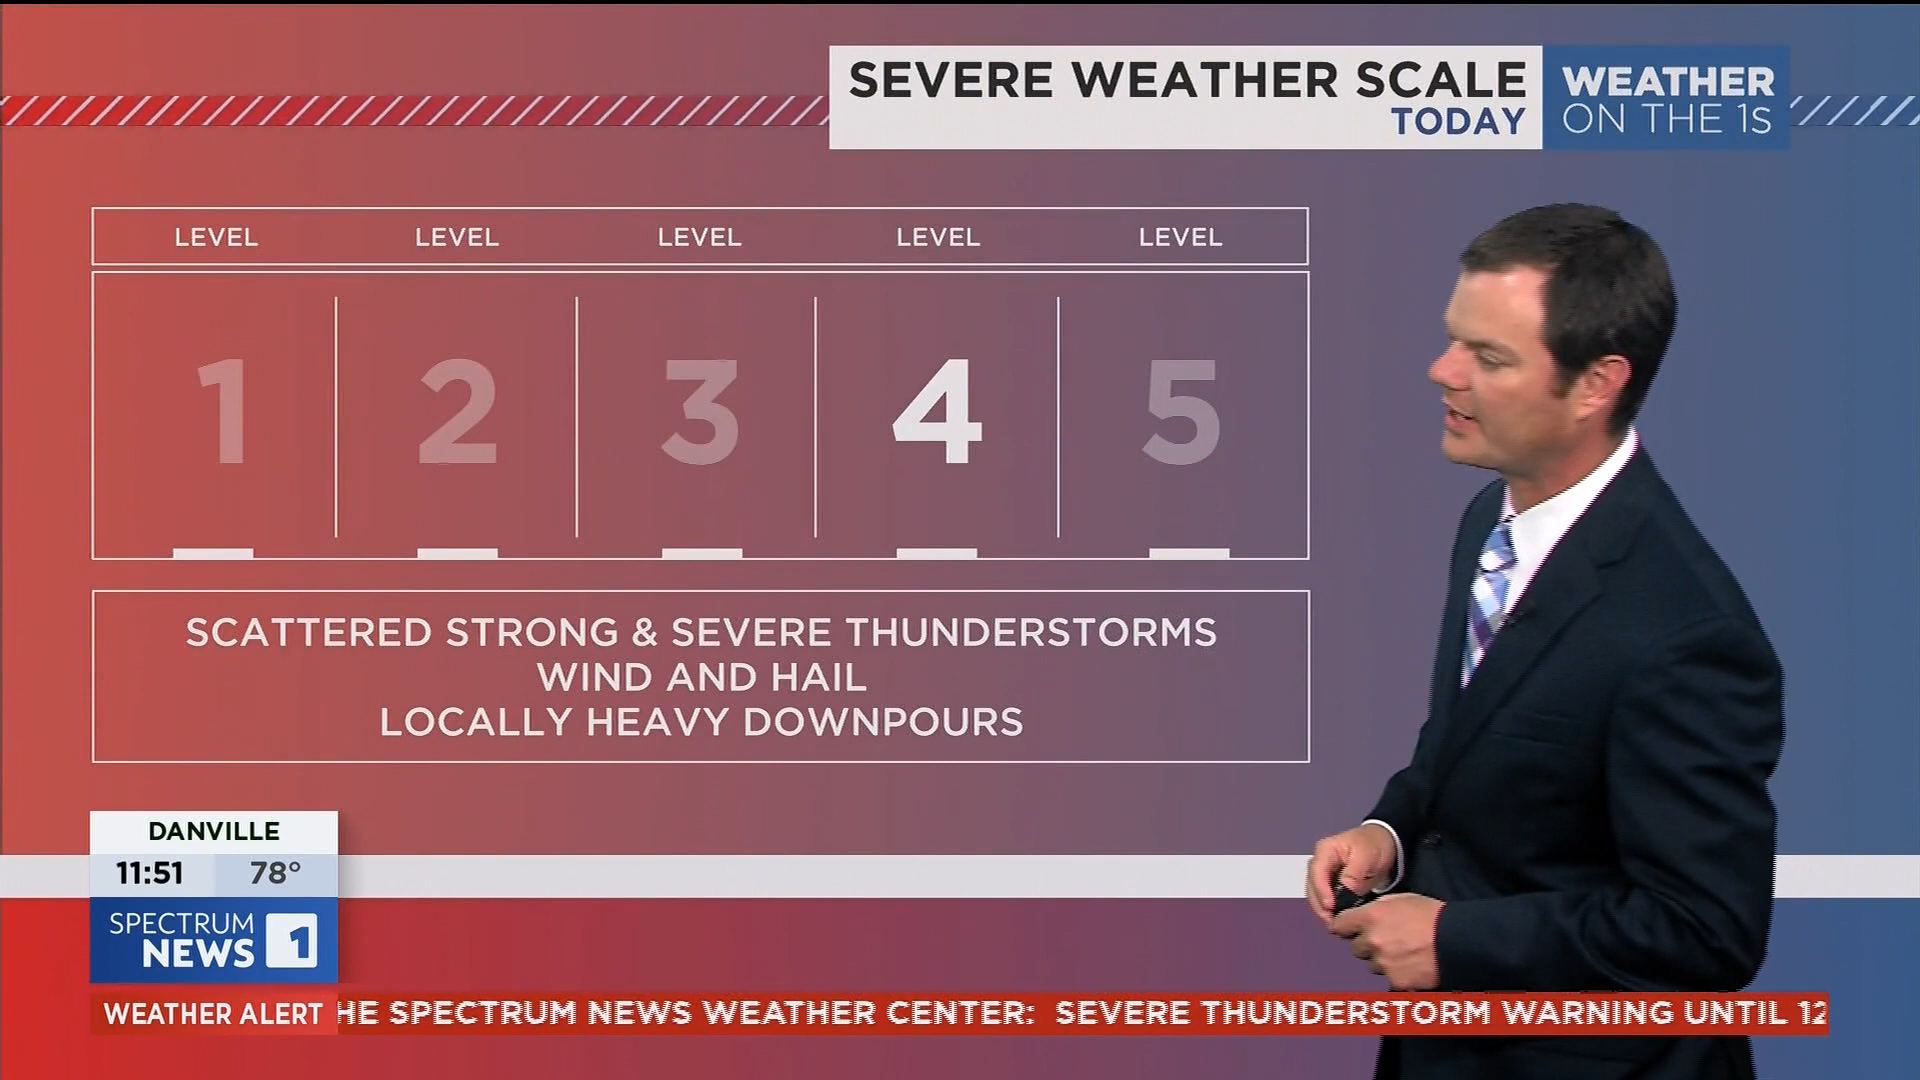 SEVERE WEATHER SCALE
TODAY
WEATHER
ON THE 1S
LEVEL LEVEL LEVEL LEVEL LEVEL
1 2 3 4 5
SCATTERED STRONG & SEVERE THUNDERSTORMS
WIND AND HAIL
LOCALLY HEAVY DOWNPOURS
DANVILLE
11:51 78°
SPECTRUM
NEWS 1
WEATHER ALERT HE SPECTRUM NEWS WEATHER CENTER: SEVERE THUNDERSTORM WARNING UNTIL 12